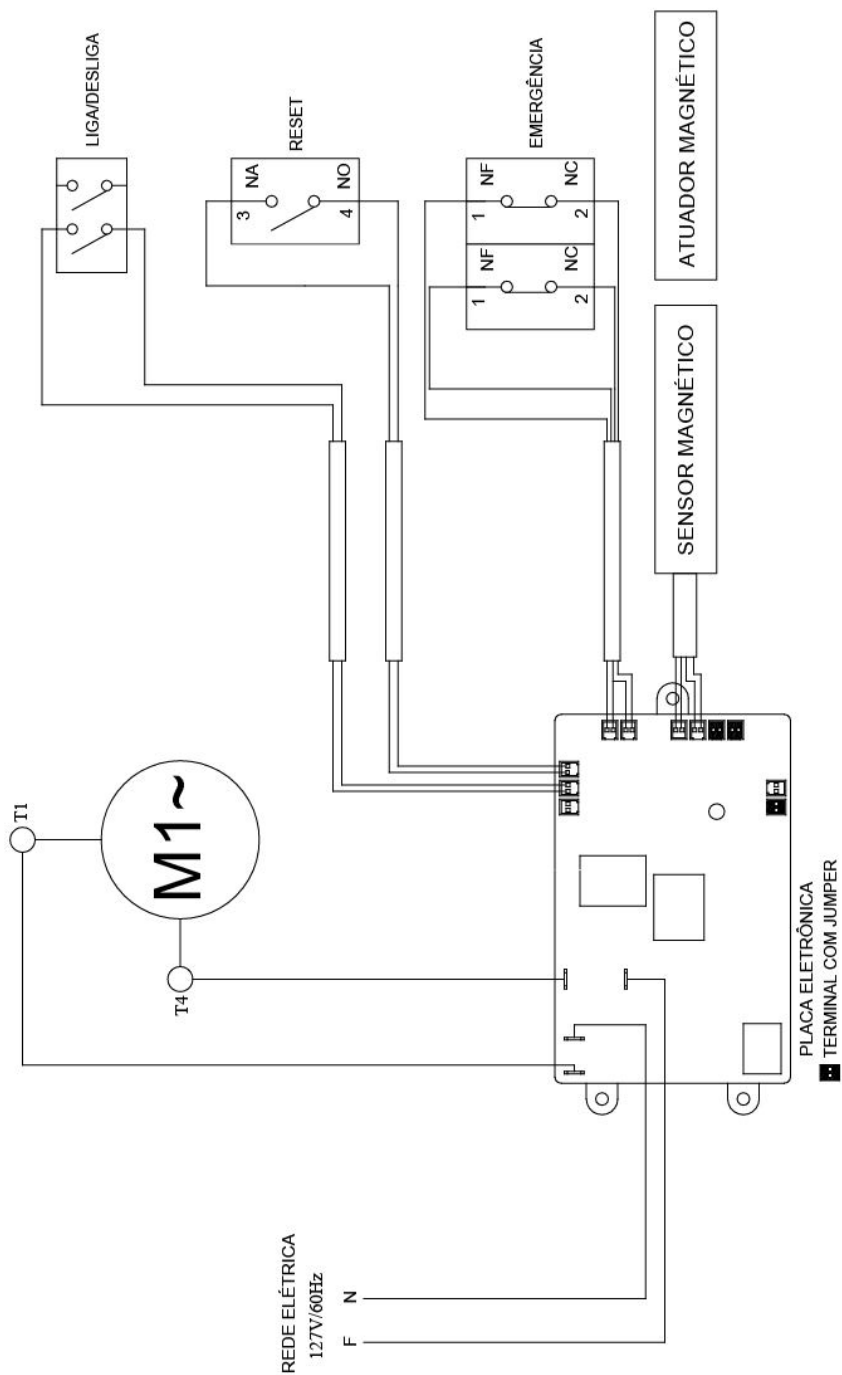 LIGA/DESLIGA
RESET
3
NA
4
NO
EMERGÊNCIA
1
NF
2
NC
1
NF
2
NC
ATUADOR MAGNÉTICO
SENSOR MAGNÉTICO
T1
M1~
T4
PLACA ELETRÔNICA
TERMINAL COM JUMPER
REDE ELÉTRICA
127V/60Hz
N
F